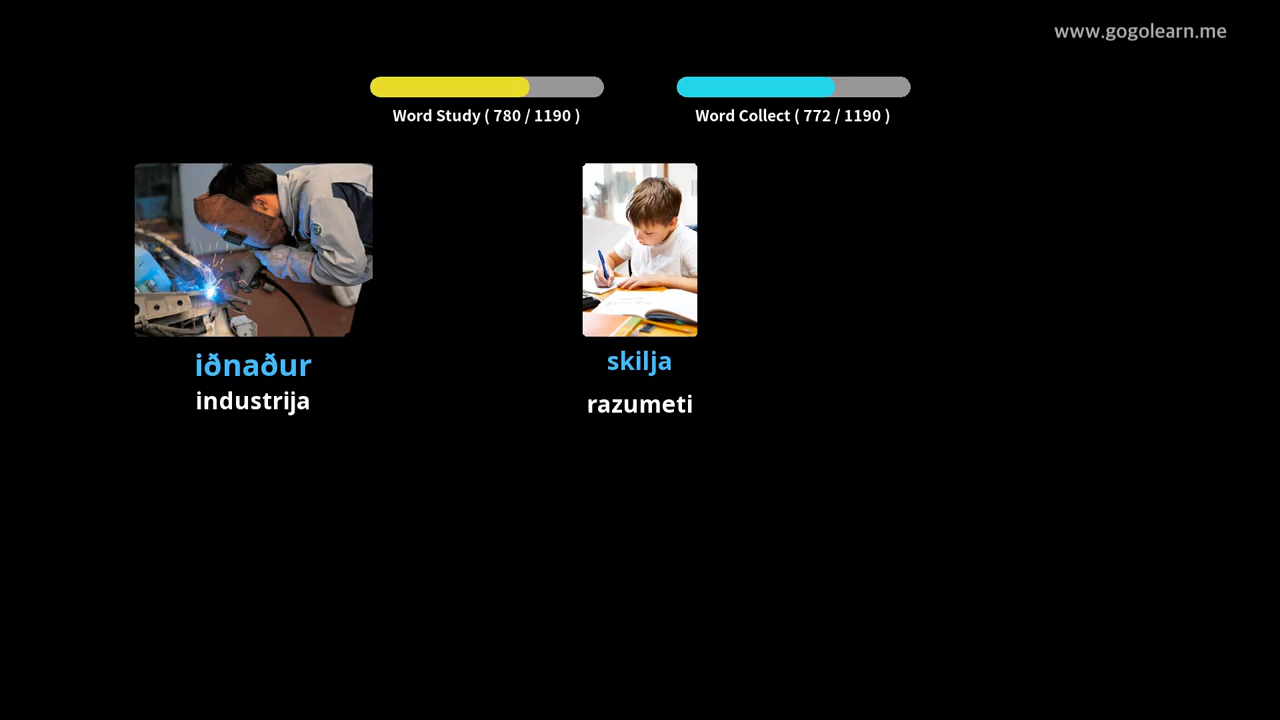 www.gogolearn.me
Word Study ( 780 / 1190 )
Word Collect ( 772 / 1190 )
iðnaður
industrija
skilja
razumeti